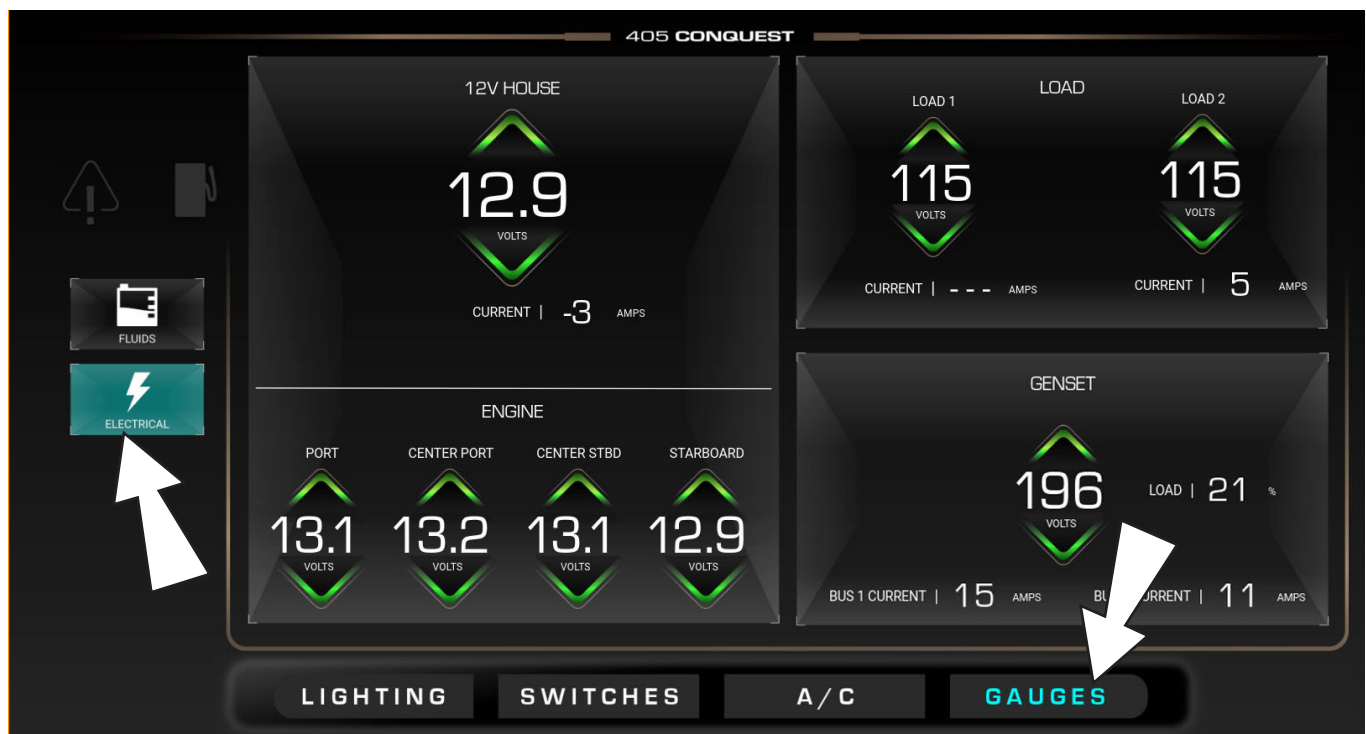 405 CONQUEST
12V HOUSE
12.9
VOLTS
CURRENT | -3 AMPS
ENGINE
PORT CENTER PORT CENTER STBD STARBOARD
13.1 13.2 13.1 12.9
VOLTS VOLTS VOLTS VOLTS
LOAD
LOAD 1 LOAD 2
115 115
VOLTS VOLTS
CURRENT | - - - AMPS CURRENT | 5 AMPS
GENSET
196 LOAD | 21 %
VOLTS
BUS 1 CURRENT | 15 AMPS | 11 AMPS
FLUIDS
ELECTRICAL
LIGHTING SWITCHES A/C GAUGES